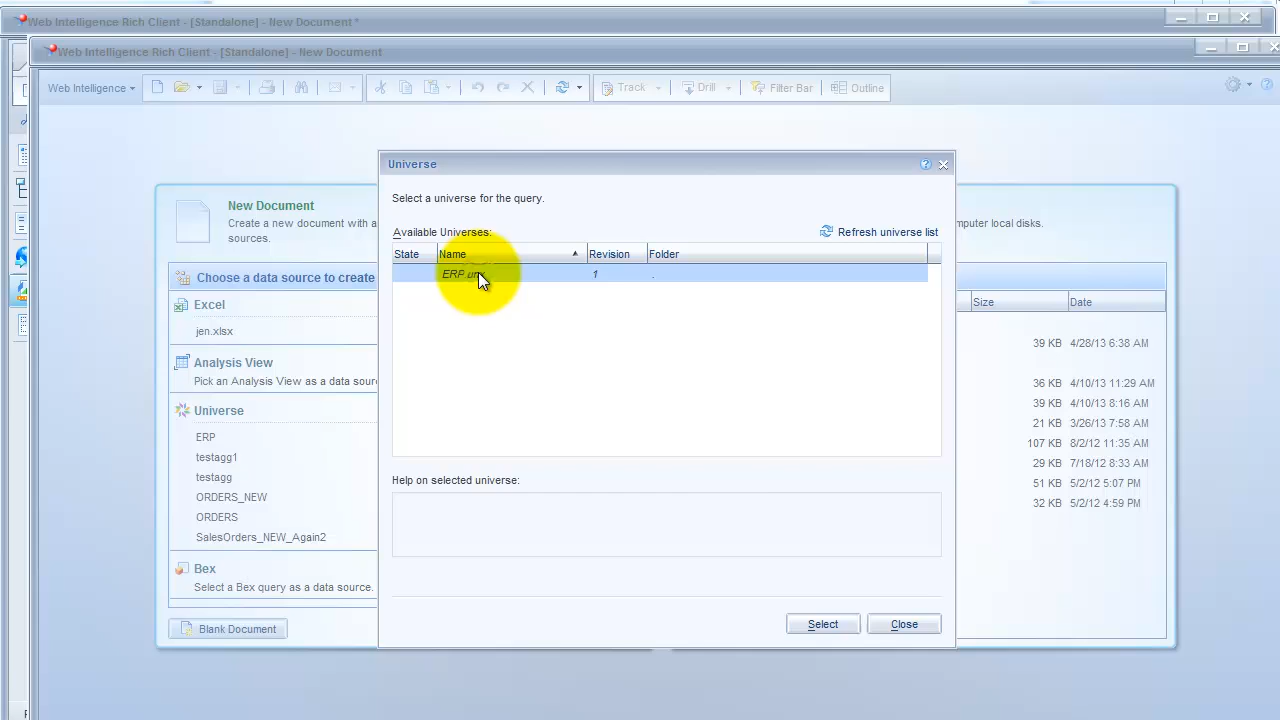 Web Intelligence Rich Client - [Standalone] - New Document *
Web Intelligence Rich Client - [Standalone] - New Document
Web Intelligence Track Drill Filter Bar Outline
Universe
Select a universe for the query.
Available Universes: Refresh universe list
State Name Revision Folder
ERP 1 .
Help on selected universe:
Select Close
New Document
Create a new document with a
sources.
mputer local disks.
Choose a data source to create
Excel
jen.xlsx
Analysis View
Pick an Analysis View as a data
Universe
ERP
testagg1
testagg
ORDERS_NEW
ORDERS
SalesOrders_NEW_Again2
Bex
Select a Bex query as a data source.
Blank Document
Size Date
39 KB 4/28/13 6:38 AM
36 KB 4/10/13 11:29 AM
39 KB 4/10/13 8:16 AM
21 KB 3/26/13 7:58 AM
107 KB 8/2/12 11:35 AM
29 KB 7/18/12 8:33 AM
51 KB 5/2/12 5:07 PM
32 KB 5/2/12 4:59 PM